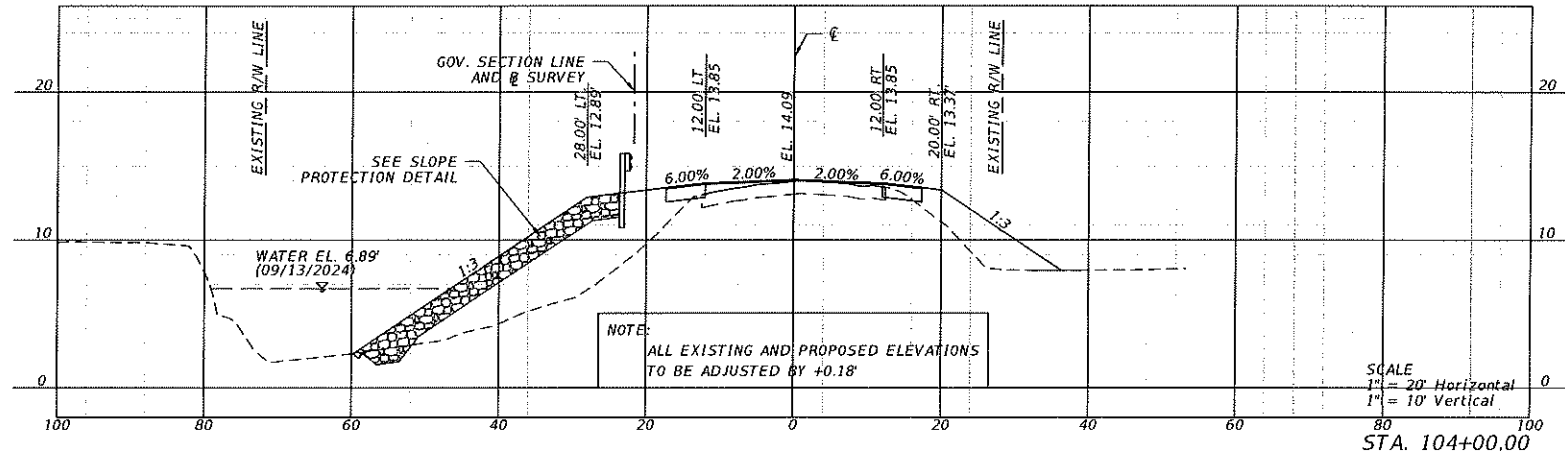 EXISTING R/W LINE
GOV. SECTION LINE
AND ⅊ SURVEY
28.00' LT.
EL. 12.89'
12.00 LT
EL. 13.85
EL. 14.09
℄
12.00 RT
EL. 13.85
20.00' RT.
EL. 13.37'
EXISTING R/W LINE
20
20
SEE SLOPE
PROTECTION DETAIL
6.00%
2.00%
2.00%
6.00%
1:3
10
10
WATER EL. 6.89'
(09/13/2024)
1:3
NOTE:
ALL EXISTING AND PROPOSED ELEVATIONS
TO BE ADJUSTED BY +0.18'
0
0
SCALE
1" = 20' Horizontal
1" = 10' Vertical
100
80
60
40
20
0
20
40
60
80
100
STA. 104+00.00